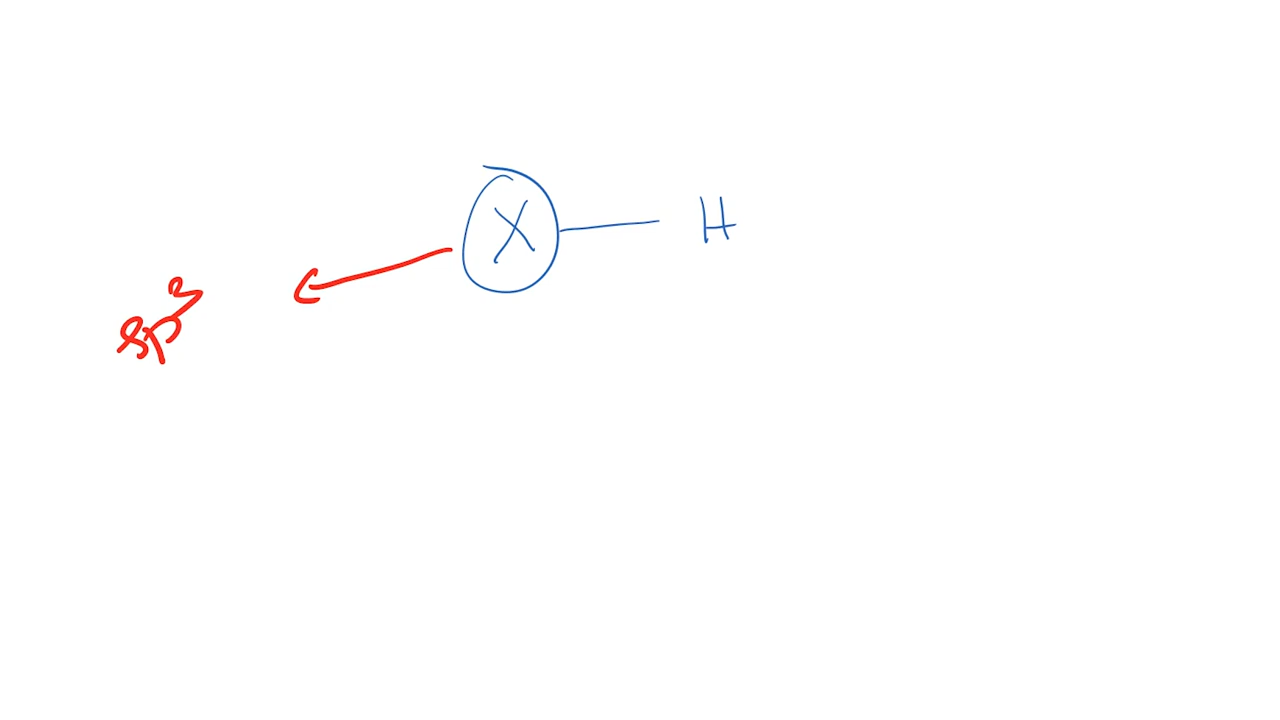 X — H
sp³